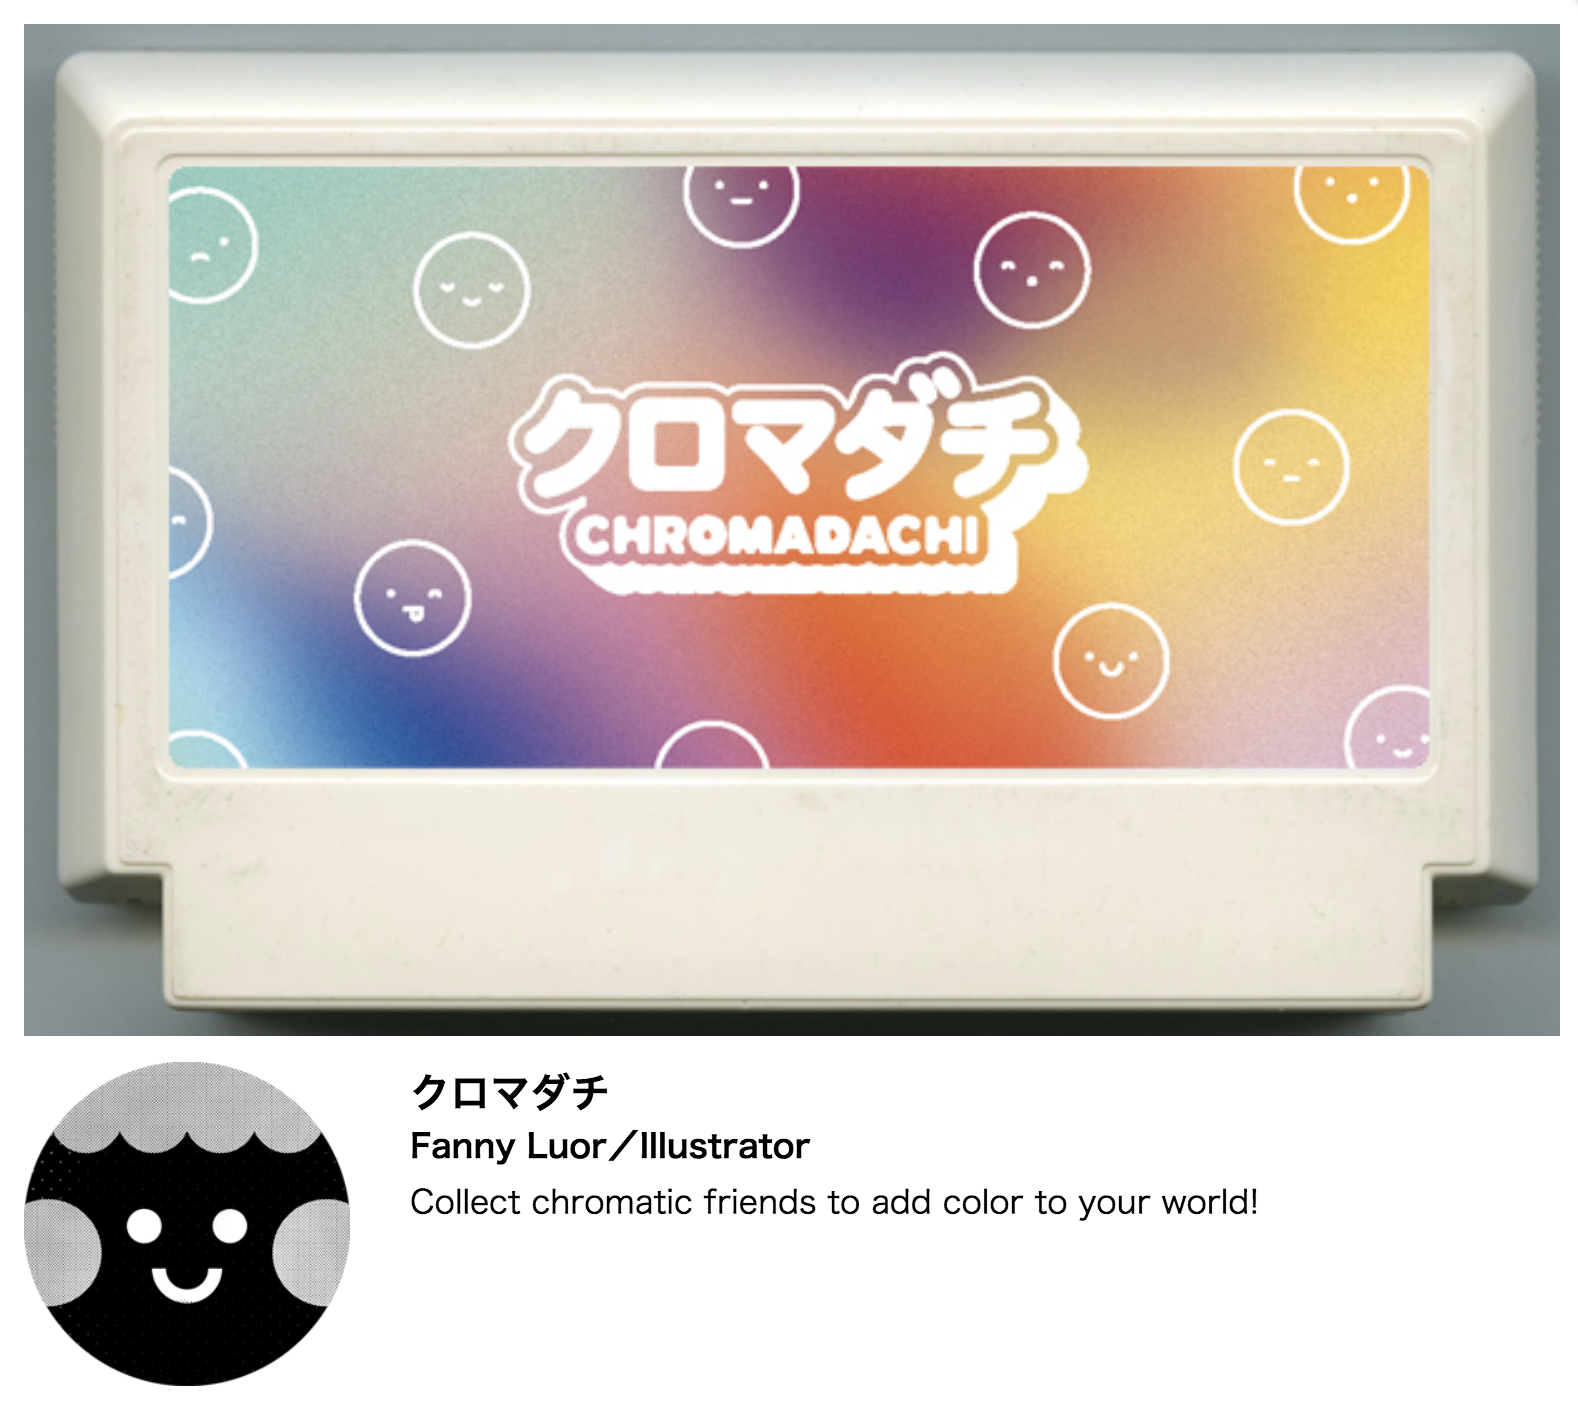 クロマダチ
CHROMADACHI
クロマダチ
Fanny Luor／Illustrator
Collect chromatic friends to add color to your world!